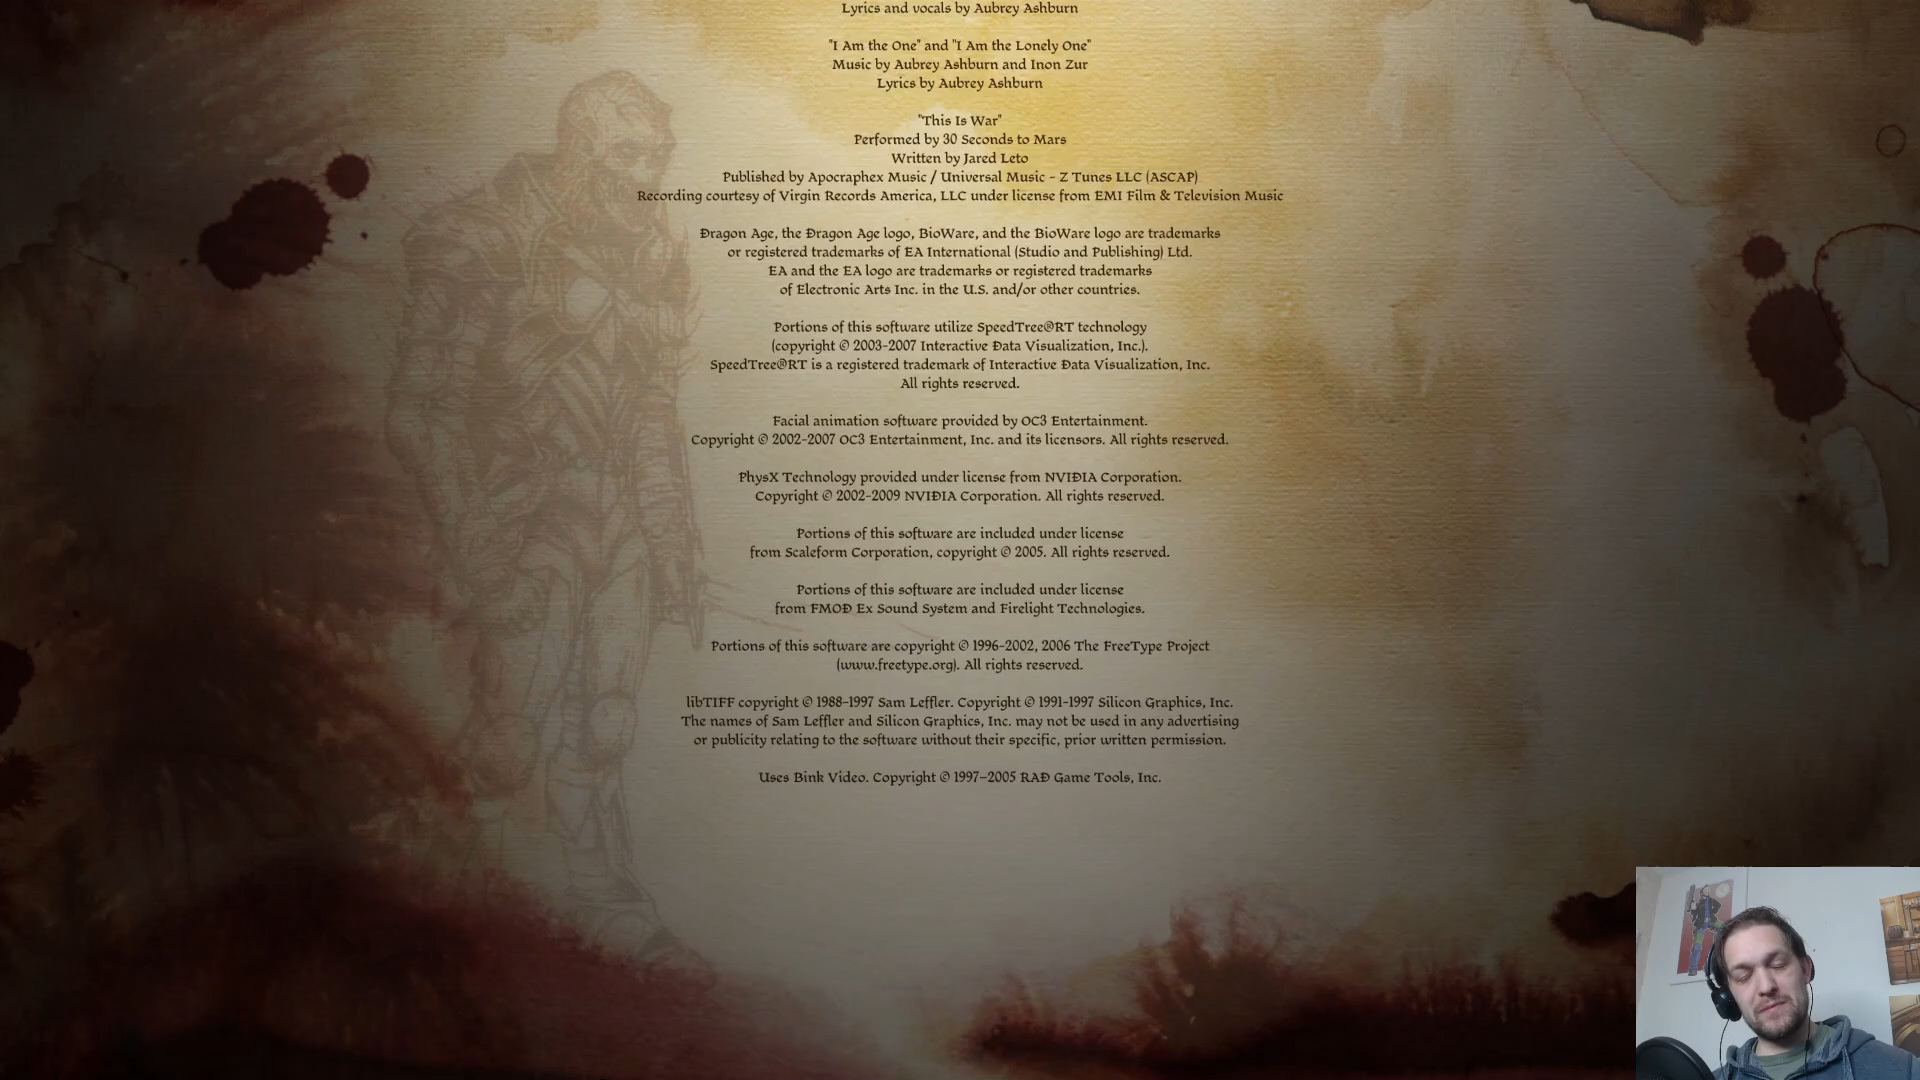 Lyrics and vocals by Aubrey Ashburn
"I Am the One" and "I Am the Lonely One"
Music by Aubrey Ashburn and Inon Zur
Lyrics by Aubrey Ashburn
"This Is War"
Performed by 30 Seconds to Mars
Written by Jared Leto
Published by Apocraphex Music / Universal Music - Z Tunes LLC (ASCAP)
Recording courtesy of Virgin Records America, LLC under license from EMI Film & Television Music
Dragon Age, the Dragon Age logo, BioWare, and the BioWare logo are trademarks
or registered trademarks of EA International (Studio and Publishing) Ltd.
EA and the EA logo are trademarks or registered trademarks
of Electronic Arts Inc. in the U.S. and/or other countries.
Portions of this software utilize SpeedTree®RT technology
(copyright © 2003-2007 Interactive Data Visualization, Inc.).
SpeedTree®RT is a registered trademark of Interactive Data Visualization, Inc.
All rights reserved.
Facial animation software provided by OC3 Entertainment.
Copyright © 2002-2007 OC3 Entertainment, Inc. and its licensors. All rights reserved.
PhysX Technology provided under license from NVIDIA Corporation.
Copyright © 2002-2009 NVIDIA Corporation. All rights reserved.
Portions of this software are included under license
from Scaleform Corporation, copyright © 2005. All rights reserved.
Portions of this software are included under license
from FMOD Ex Sound System and Firelight Technologies.
Portions of this software are copyright © 1996-2002, 2006 The FreeType Project
(www.freetype.org). All rights reserved.
libTIFF copyright © 1988-1997 Sam Leffler. Copyright © 1991-1997 Silicon Graphics, Inc.
The names of Sam Leffler and Silicon Graphics, Inc. may not be used in any advertising
or publicity relating to the software without their specific, prior written permission.
Uses Bink Video. Copyright © 1997–2005 RAD Game Tools, Inc.